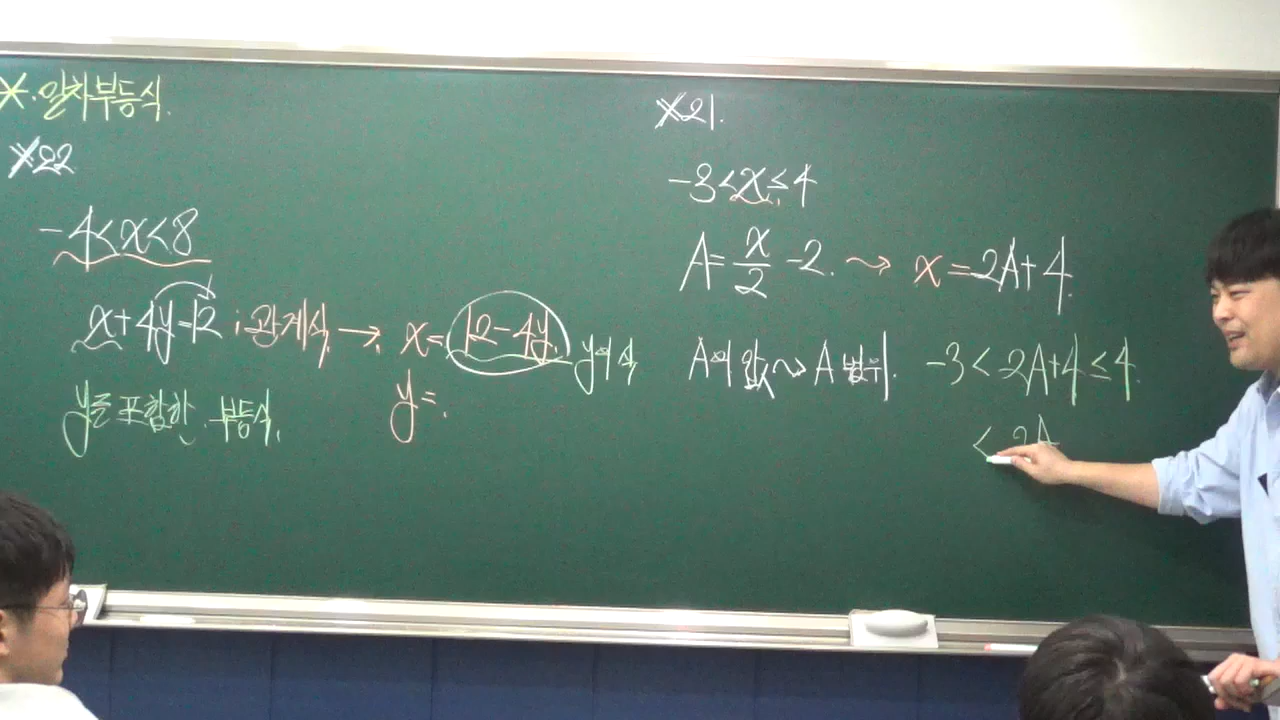 ※.일차부등식.
※22
-4<x<8
x+4y=12 ; 관계식. → x=12-4y. y의 식
y를 포함한 부등식.
y=.
※21.
-3<x≤4
A=x/2-2. ⇝ x=2A+4.
A의 값 ⇝ A 범위.
-3<2A+4≤4.
< 2A